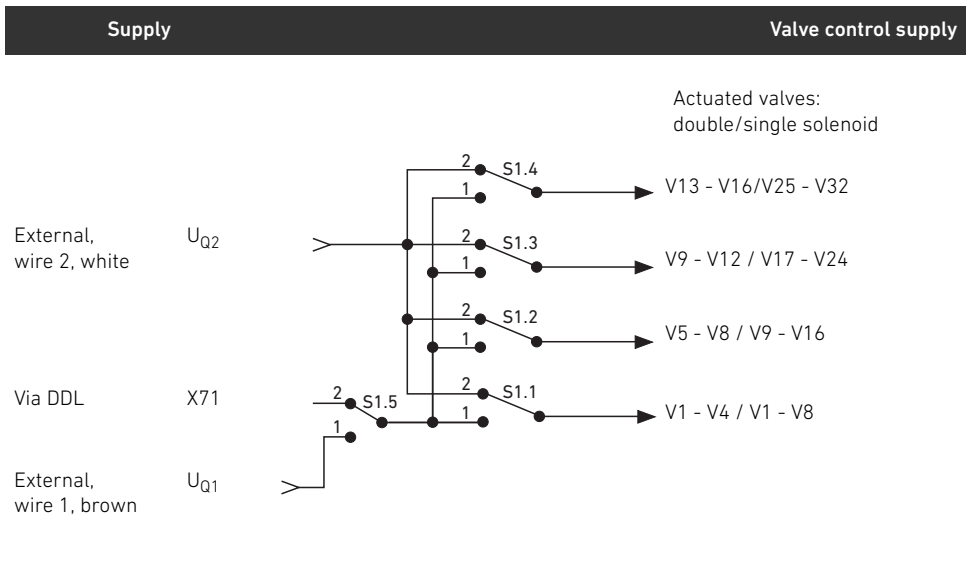 Supply Valve control supply
Actuated valves:
double/single solenoid
2 S1.4
1
V13 - V16/V25 - V32
External,
wire 2, white
UQ2
2 S1.3
1
V9 - V12 / V17 - V24
2 S1.2
1
V5 - V8 / V9 - V16
Via DDL X71
2 S1.5
1
2 S1.1
1
V1 - V4 / V1 - V8
External,
wire 1, brown
UQ1